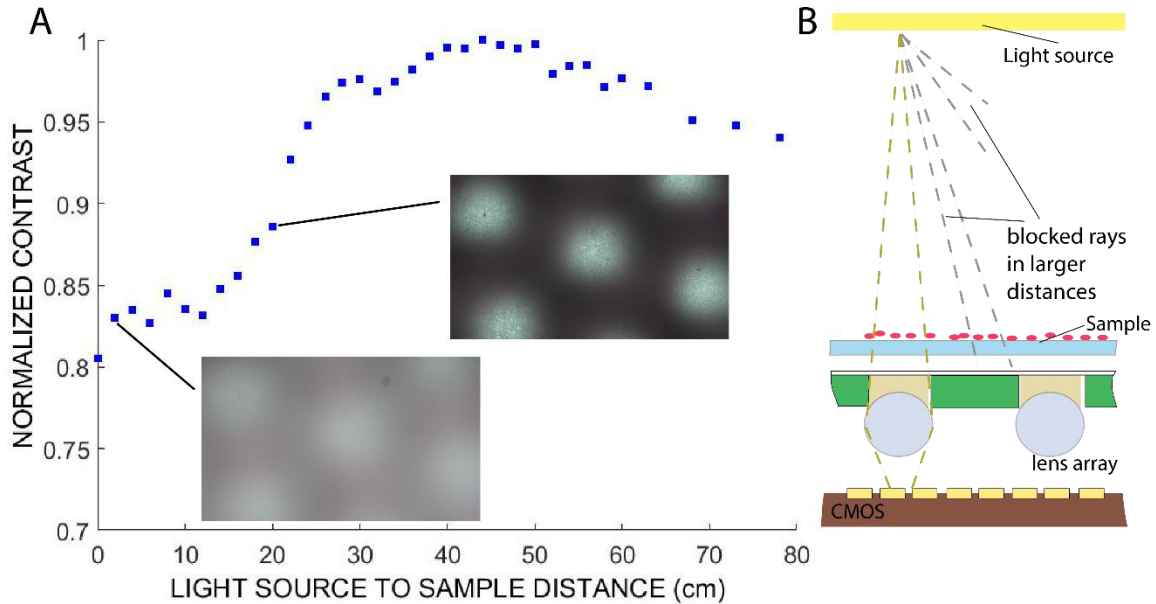 A
1
0.95
0.9
0.85
0.8
0.75
0.7
NORMALIZED CONTRAST
0
10
20
30
40
50
60
70
80
LIGHT SOURCE TO SAMPLE DISTANCE (cm)
B
Light source
blocked rays
in larger
distances
Sample
lens array
CMOS